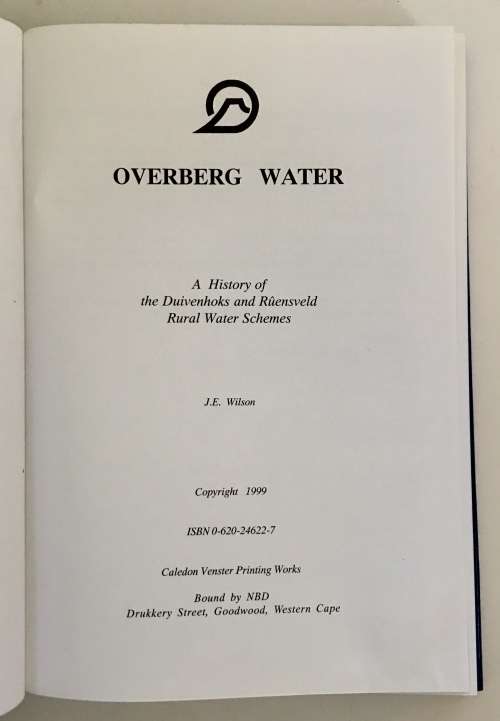 OVERBERG WATER
A History of
the Duivenhoks and Rûensveld
Rural Water Schemes
J.E. Wilson
Copyright 1999
ISBN 0-620-24622-7
Caledon Venster Printing Works
Bound by NBD
Drukkery Street, Goodwood, Western Cape